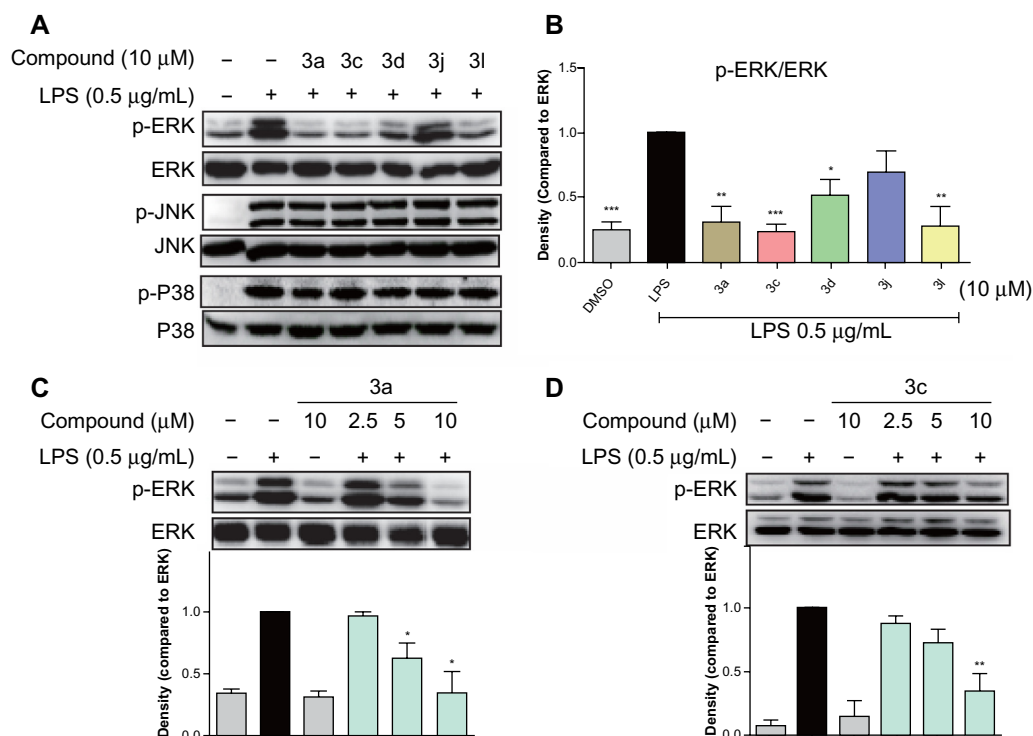 A
Compound (10 μM) – – 3a 3c 3d 3j 3l
LPS (0.5 μg/mL) – + + + + + +
p-ERK
ERK
p-JNK
JNK
p-P38
P38
B
p-ERK/ERK
Density (Compared to ERK)
1.5
1.0
0.5
0.0
***
**
***
*
**
DMSO LPS 3a 3c 3d 3j 3l (10 μM)
LPS 0.5 μg/mL
C
3a
Compound (μM) – – 10 2.5 5 10
LPS (0.5 μg/mL) – + – + + +
p-ERK
ERK
Density (compared to ERK)
1.0
0.5
*
*
D
3c
Compound (μM) – – 10 2.5 5 10
LPS (0.5 μg/mL) – + – + + +
p-ERK
ERK
Density (compared to ERK)
1.0
0.5
**